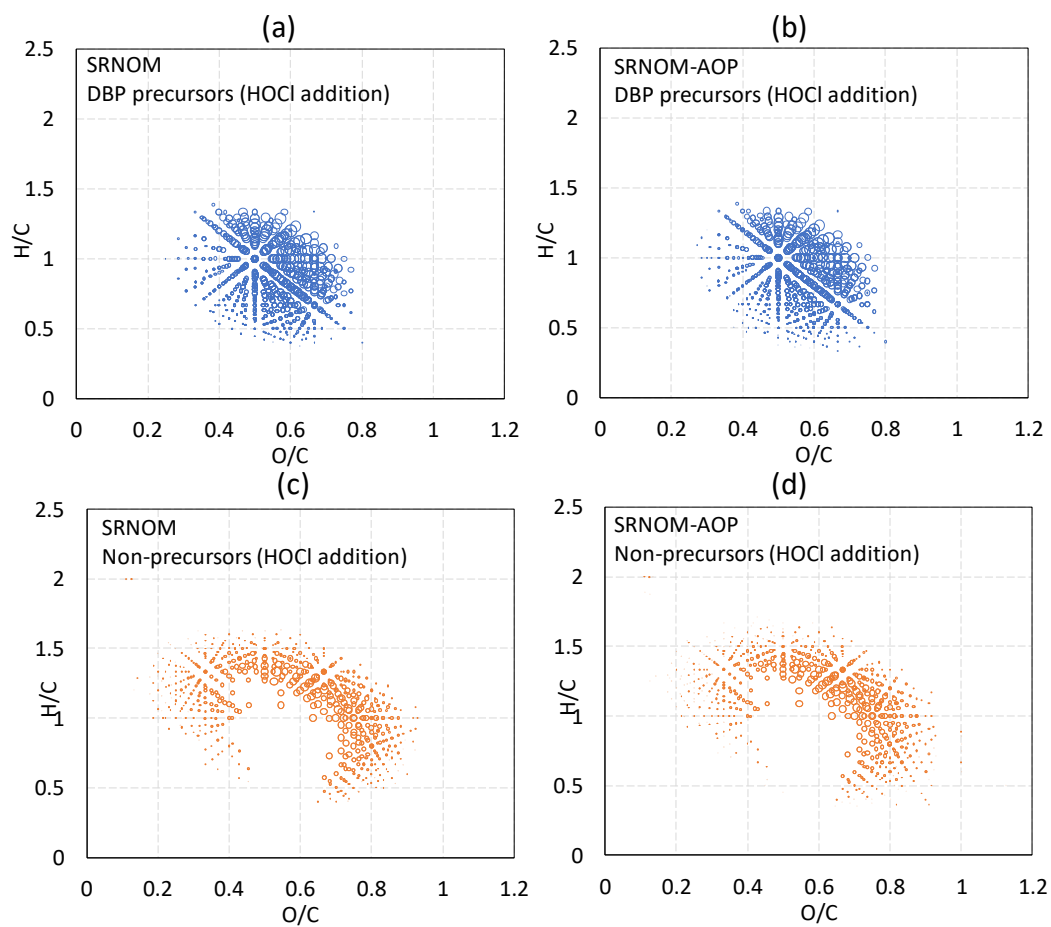 (a)
2.5
SRNOM
DBP precursors (HOCl addition)
2
1.5
H/C
1
0.5
0
0 0.2 0.4 0.6 0.8 1 1.2
O/C
(b)
2.5
SRNOM-AOP
DBP precursors (HOCl addition)
2
1.5
H/C
1
0.5
0
0 0.2 0.4 0.6 0.8 1 1.2
O/C
(c)
2.5
SRNOM
Non-precursors (HOCl addition)
2
1.5
H/C
1
0.5
0
0 0.2 0.4 0.6 0.8 1 1.2
O/C
(d)
2.5
SRNOM-AOP
Non-precursors (HOCl addition)
2
1.5
H/C
1
0.5
0
0 0.2 0.4 0.6 0.8 1 1.2
O/C